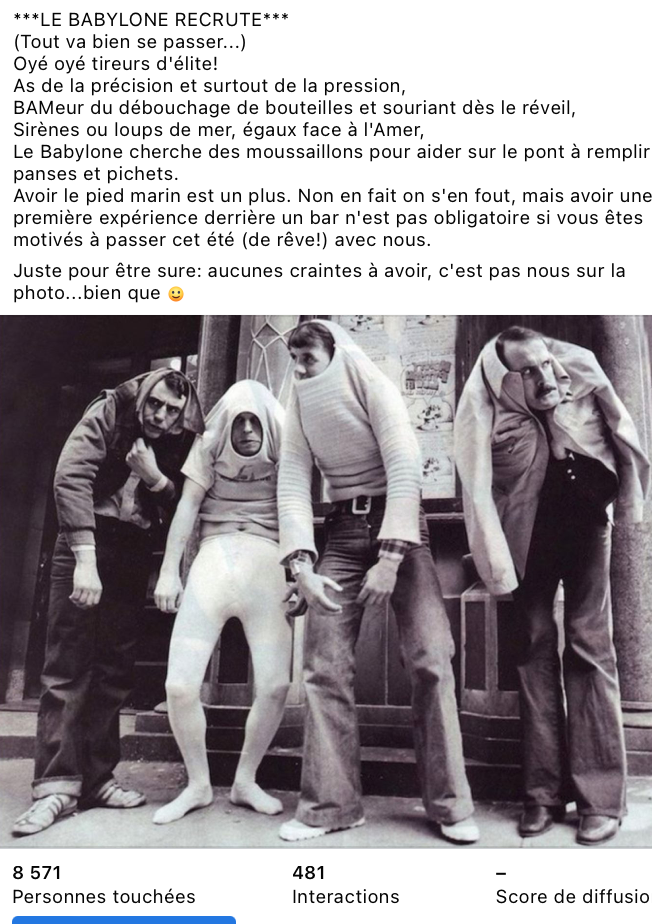 ***LE BABYLONE RECRUTE***
(Tout va bien se passer...)
Oyé oyé tireurs d'élite!
As de la précision et surtout de la pression,
BAMeur du débouchage de bouteilles et souriant dès le réveil,
Sirènes ou loups de mer, égaux face à l'Amer,
Le Babylone cherche des moussaillons pour aider sur le pont à remplir
panses et pichets.
Avoir le pied marin est un plus. Non en fait on s'en fout, mais avoir une
première expérience derrière un bar n'est pas obligatoire si vous êtes
motivés à passer cet été (de rêve!) avec nous.
Juste pour être sure: aucunes craintes à avoir, c'est pas nous sur la
photo...bien que 🙂
8 571
Personnes touchées
481
Interactions
–
Score de diffusio